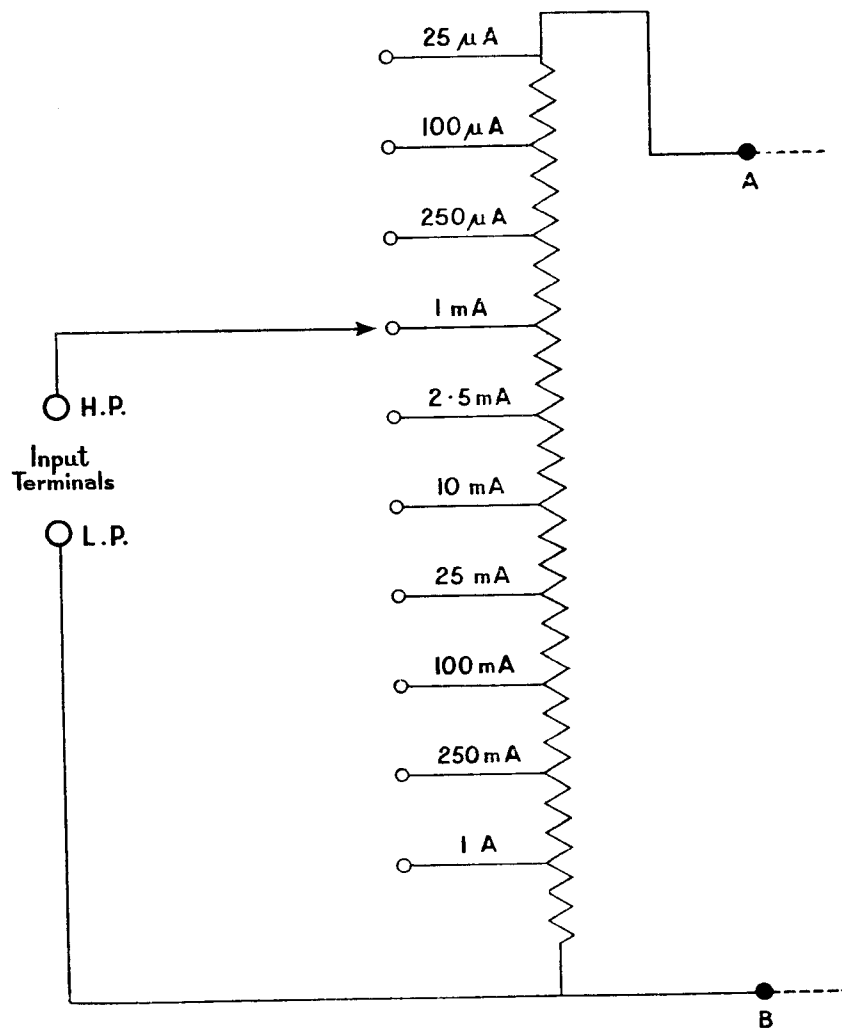 25 μA
100 μA
A
250 μA
1 mA
2·5 mA
H.P.
Input
Terminals
10 mA
L.P.
25 mA
100 mA
250 mA
1 A
B